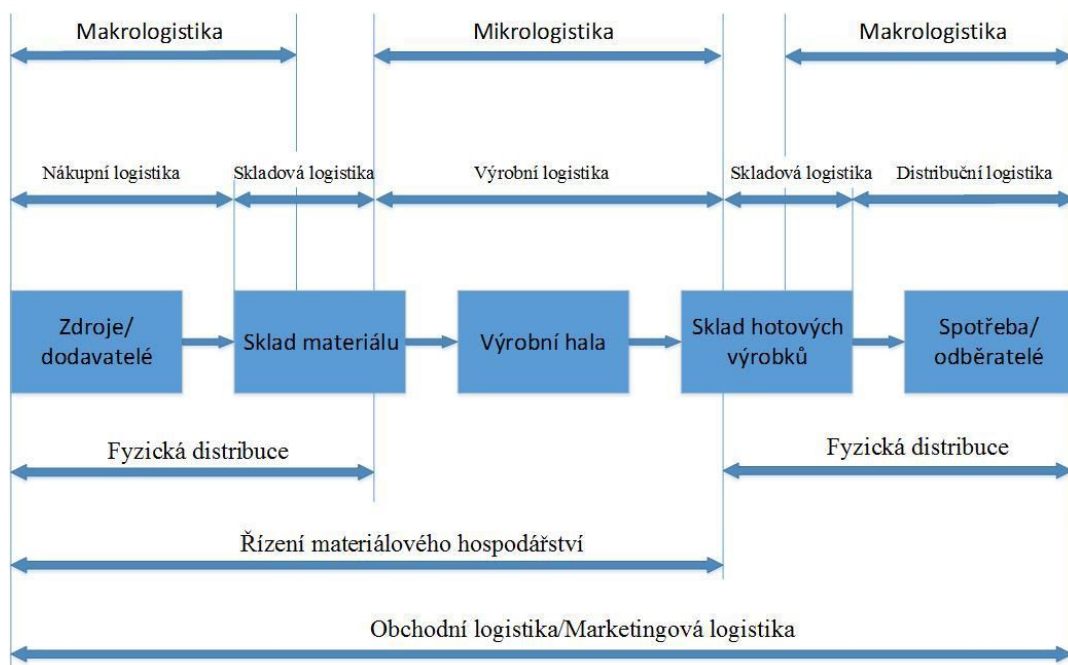 Makrologistika
Mikrologistika
Makrologistika
Nákupní logistika
Skladová logistika
Výrobní logistika
Skladová logistika
Distribuční logistika
Zdroje/
dodavatelé
Sklad materiálu
Výrobní hala
Sklad hotových
výrobků
Spotřeba/
odběratelé
Fyzická distribuce
Fyzická distribuce
Řízení materiálového hospodářství
Obchodní logistika/Marketingová logistika